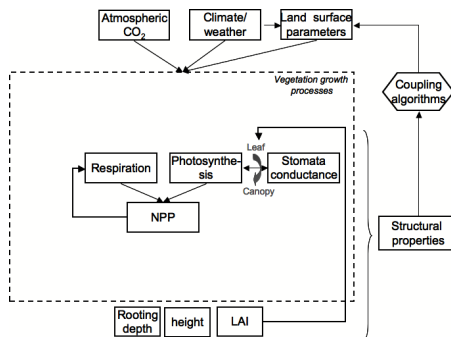 Atmospheric
CO2
Climate/
weather
Land surface
parameters
Vegetation growth
processes
Coupling
algorithms
Leaf
Respiration
Photosynthe-
sis
Stomata
conductance
Canopy
NPP
Structural
properties
Rooting
depth
height
LAI